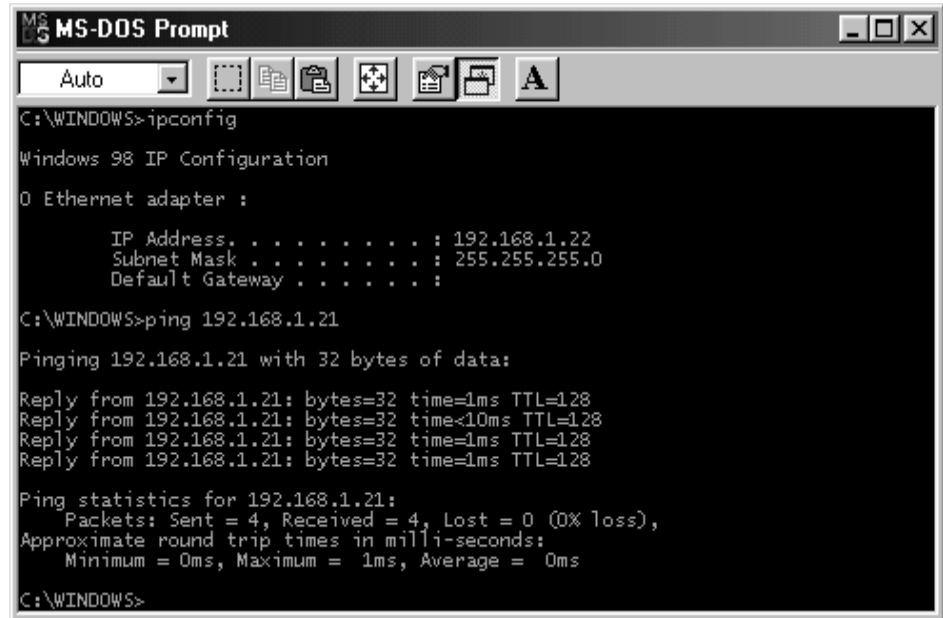 MS-DOS Prompt
Auto
A
C:\WINDOWS>ipconfig
Windows 98 IP Configuration
0 Ethernet adapter :
IP Address. . . . . . . . . : 192.168.1.22
Subnet Mask . . . . . . . . : 255.255.255.0
Default Gateway . . . . . . :
C:\WINDOWS>ping 192.168.1.21
Pinging 192.168.1.21 with 32 bytes of data:
Reply from 192.168.1.21: bytes=32 time=1ms TTL=128
Reply from 192.168.1.21: bytes=32 time<10ms TTL=128
Reply from 192.168.1.21: bytes=32 time=1ms TTL=128
Reply from 192.168.1.21: bytes=32 time=1ms TTL=128
Ping statistics for 192.168.1.21:
Packets: Sent = 4, Received = 4, Lost = 0 (0% loss),
Approximate round trip times in milli-seconds:
Minimum = 0ms, Maximum =  1ms, Average =  0ms
C:\WINDOWS>